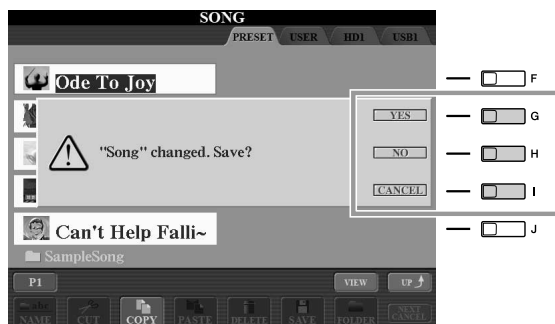 SONG
PRESET USER HD1 USB1
Ode To Joy
F
YES
G
"Song" changed. Save?
NO
H
CANCEL
I
Can't Help Falli~
J
SampleSong
P1 VIEW UP
abc
NAME CUT COPY PASTE DELETE SAVE FOLDER NEXT
CANCEL